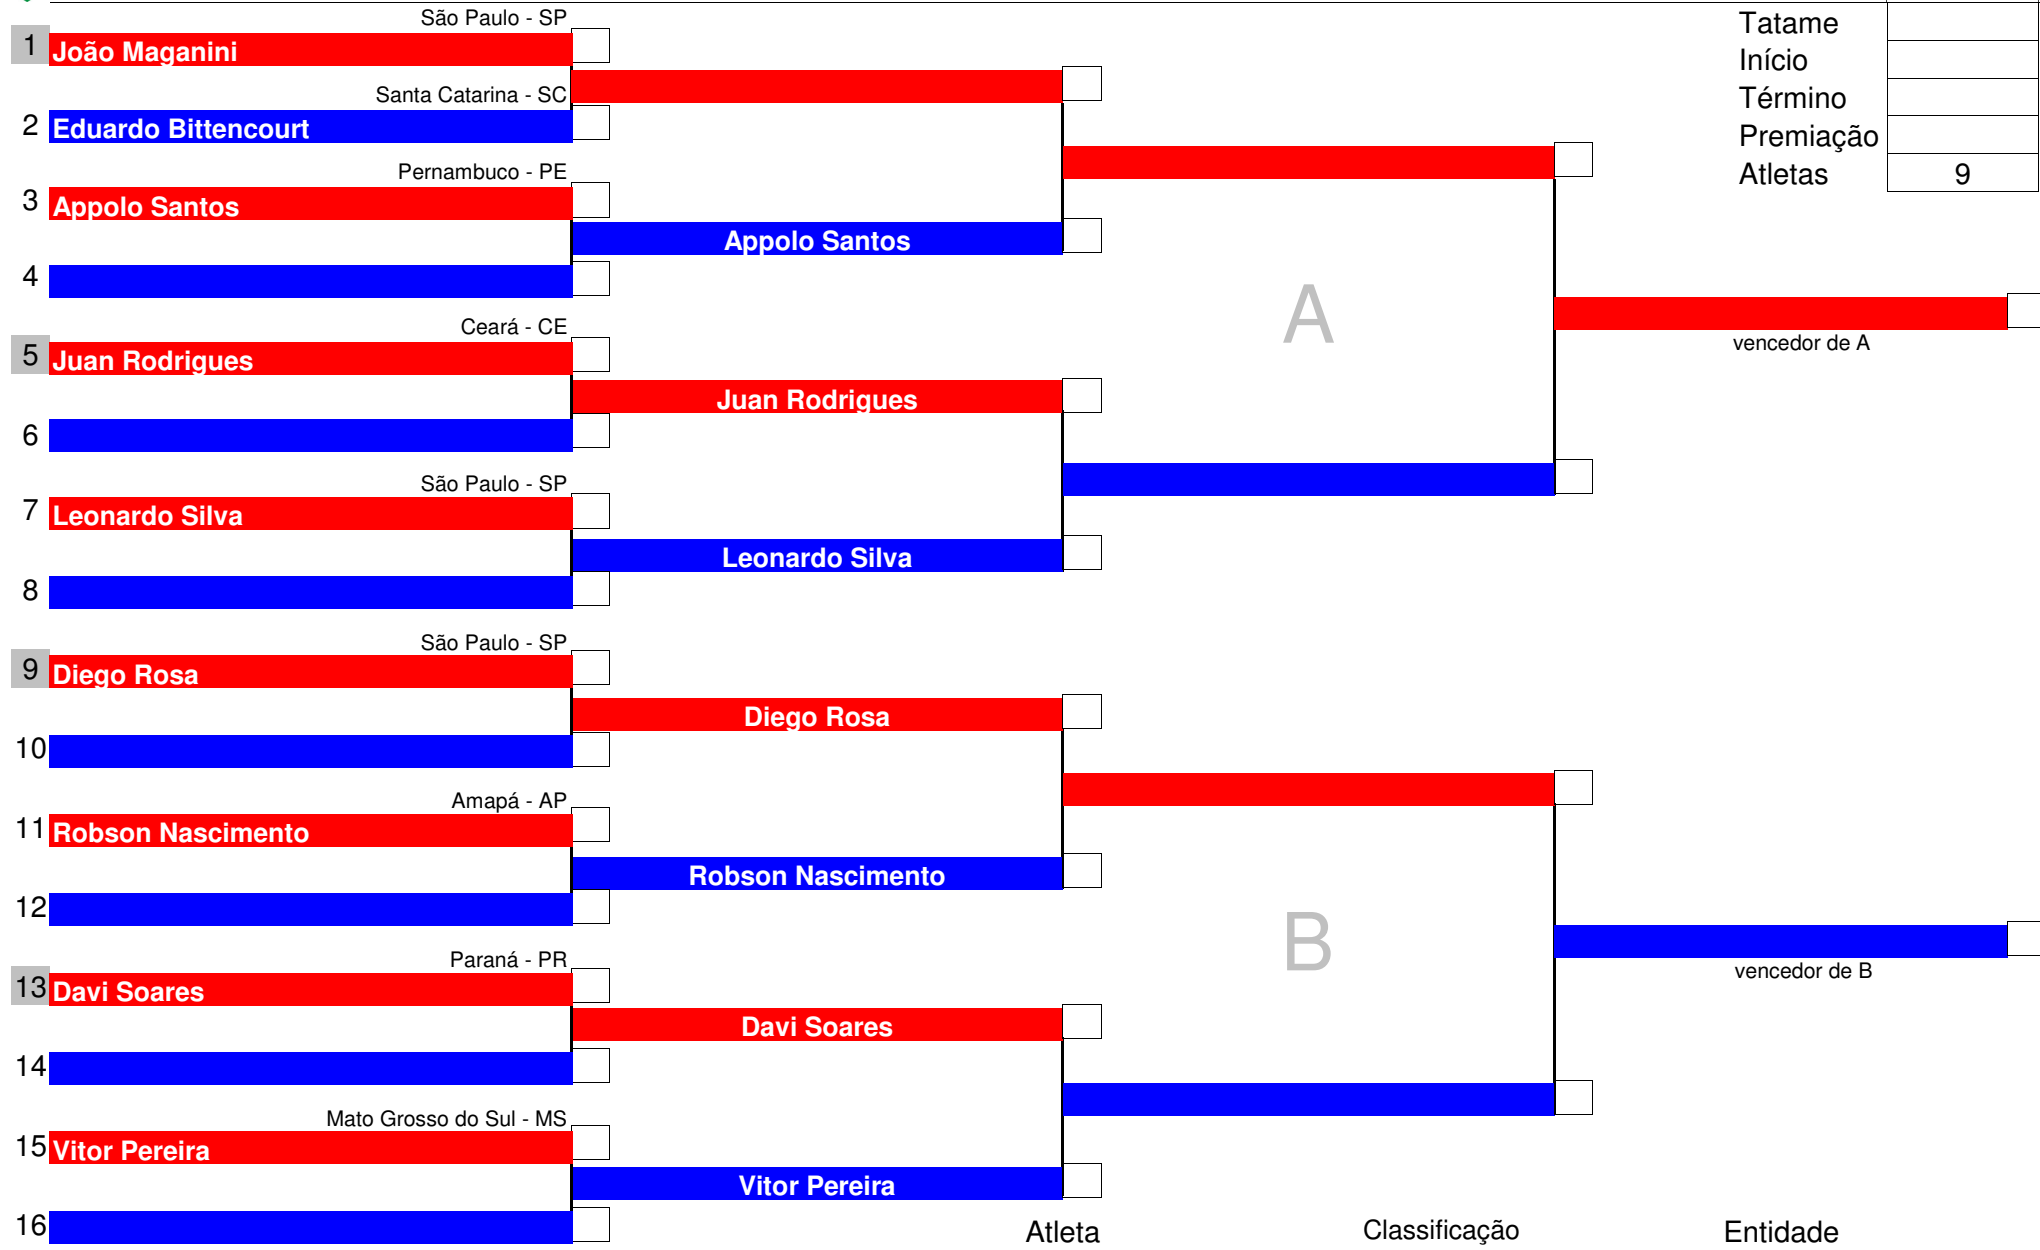 São Paulo - SP
1 João Maganini
Santa Catarina - SC
2 Eduardo Bittencourt
Pernambuco - PE
3 Appolo Santos
Appolo Santos
4
Ceará - CE
5 Juan Rodrigues
Juan Rodrigues
6
São Paulo - SP
7 Leonardo Silva
Leonardo Silva
8
São Paulo - SP
9 Diego Rosa
Diego Rosa
10
Amapá - AP
11 Robson Nascimento
Robson Nascimento
12
Paraná - PR
13 Davi Soares
Davi Soares
14
Mato Grosso do Sul - MS
15 Vitor Pereira
Vitor Pereira
16
A
B
vencedor de A
vencedor de B
Tatame
Início
Término
Premiação
Atletas 9
Atleta Classificação Entidade